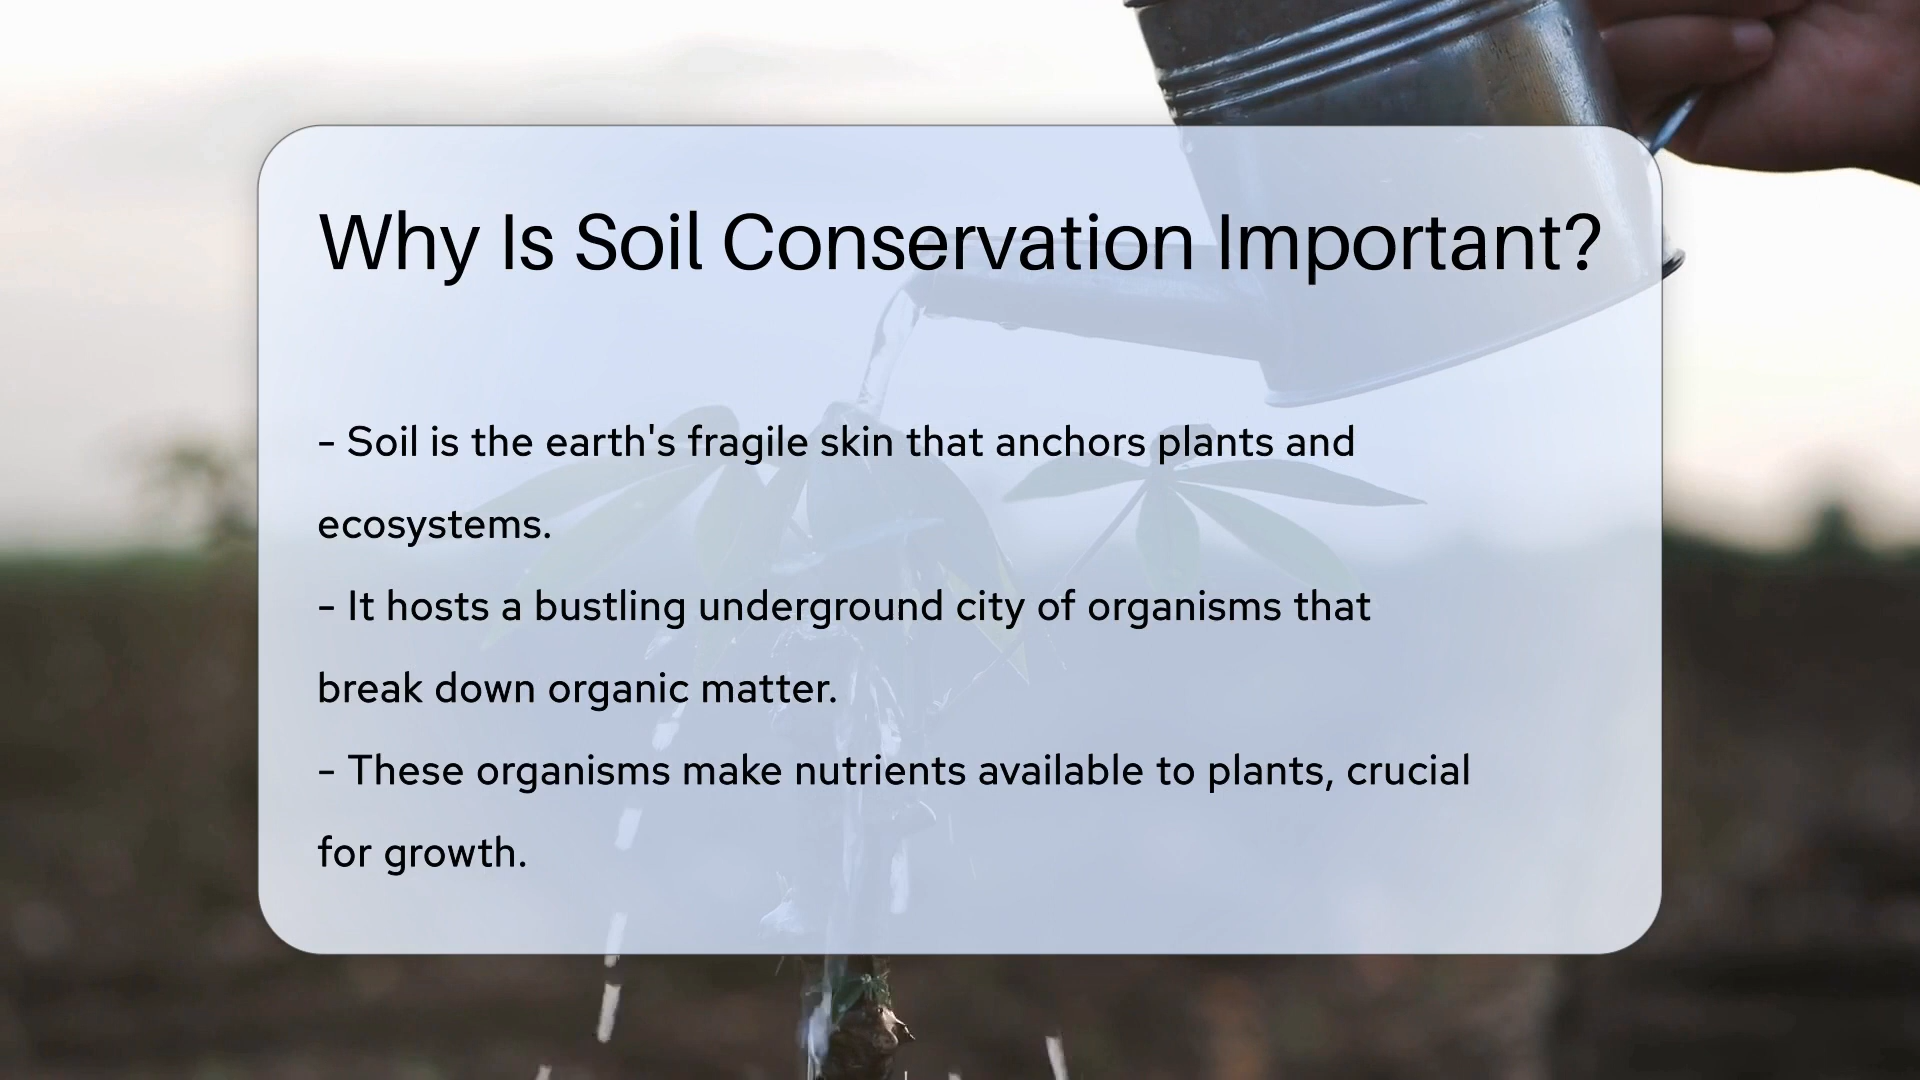 Why Is Soil Conservation Important?
- Soil is the earth's fragile skin that anchors plants and
ecosystems.
- It hosts a bustling underground city of organisms that
break down organic matter.
- These organisms make nutrients available to plants, crucial
for growth.